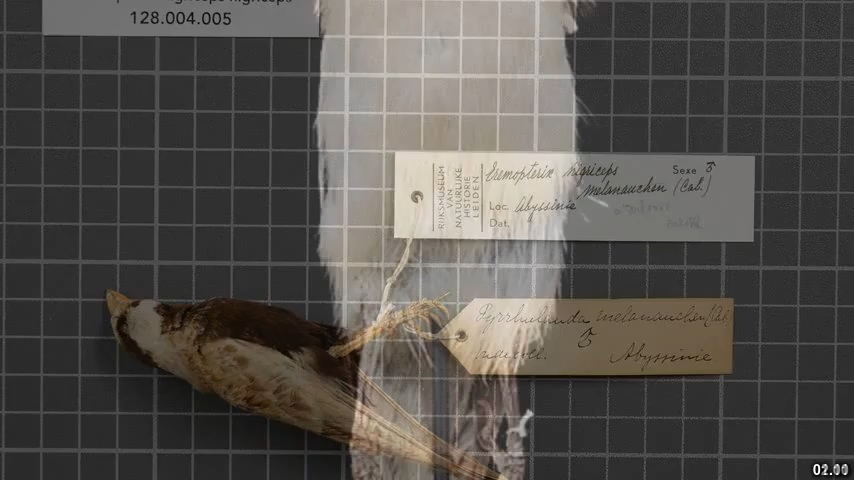 128.004.005
RIJKSMUSEUM
VAN
NATUURLIJKE
HISTORIE
LEIDEN
Eremopterix nigriceps Sexe ♂
melanauchen (Cab.)
Loc. Abyssinie
Dat.
Pyrrhulauda melanauchen (Cab.
♂
Abyssinie
02.00